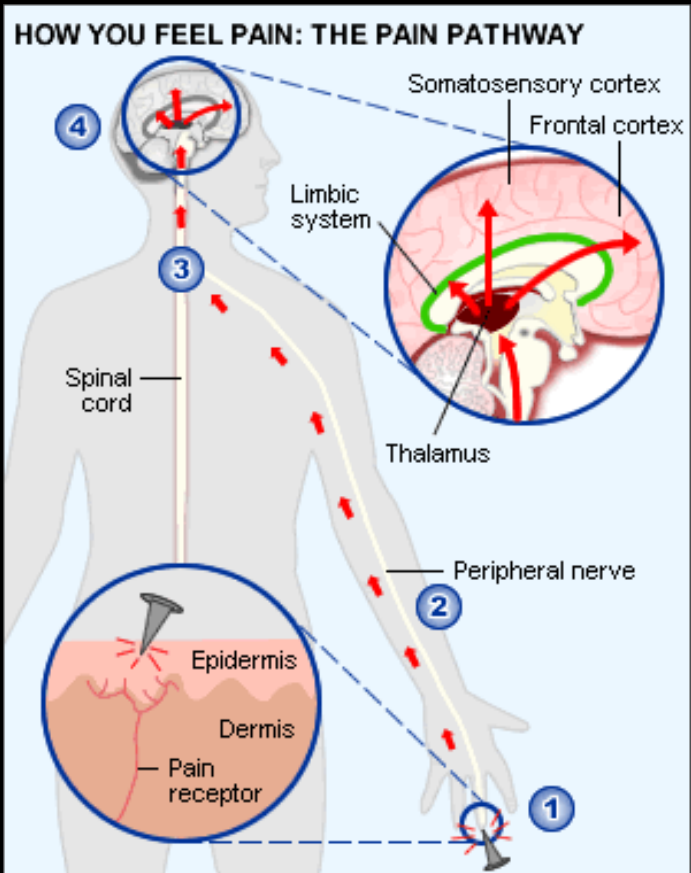 HOW YOU FEEL PAIN: THE PAIN PATHWAY
Somatosensory cortex
4
Frontal cortex
Limbic
system
3
Spinal
cord
Thalamus
Peripheral nerve
2
Epidermis
Dermis
Pain
receptor
1